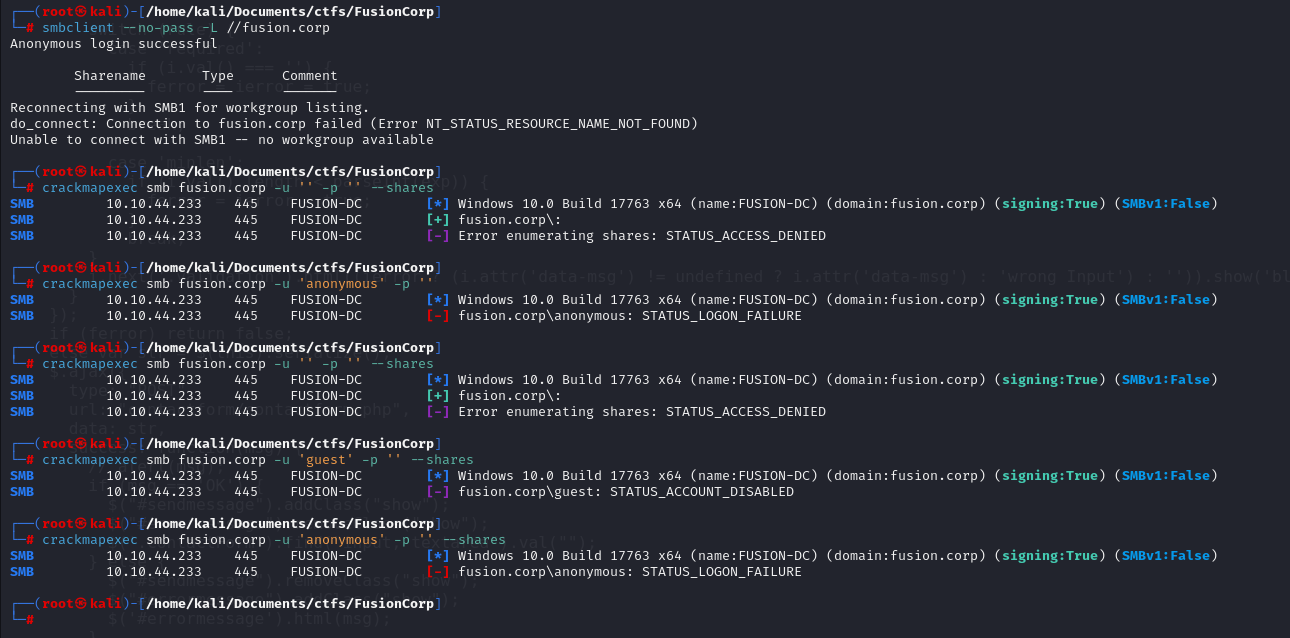 ┌──(root㉿kali)-[/home/kali/Documents/ctfs/FusionCorp]
└─# smbclient --no-pass -L //fusion.corp
Anonymous login successful
Sharename       Type      Comment
---------       ----      -------
Reconnecting with SMB1 for workgroup listing.
do_connect: Connection to fusion.corp failed (Error NT_STATUS_RESOURCE_NAME_NOT_FOUND)
Unable to connect with SMB1 -- no workgroup available
┌──(root㉿kali)-[/home/kali/Documents/ctfs/FusionCorp]
└─# crackmapexec smb fusion.corp -u '' -p '' --shares
SMB         10.10.44.233    445    FUSION-DC        [*] Windows 10.0 Build 17763 x64 (name:FUSION-DC) (domain:fusion.corp) (signing:True) (SMBv1:False)
SMB         10.10.44.233    445    FUSION-DC        [+] fusion.corp\:
SMB         10.10.44.233    445    FUSION-DC        [-] Error enumerating shares: STATUS_ACCESS_DENIED
┌──(root㉿kali)-[/home/kali/Documents/ctfs/FusionCorp]
└─# crackmapexec smb fusion.corp -u 'anonymous' -p ''
SMB         10.10.44.233    445    FUSION-DC        [*] Windows 10.0 Build 17763 x64 (name:FUSION-DC) (domain:fusion.corp) (signing:True) (SMBv1:False)
SMB         10.10.44.233    445    FUSION-DC        [-] fusion.corp\anonymous: STATUS_LOGON_FAILURE
┌──(root㉿kali)-[/home/kali/Documents/ctfs/FusionCorp]
└─# crackmapexec smb fusion.corp -u '' -p '' --shares
SMB         10.10.44.233    445    FUSION-DC        [*] Windows 10.0 Build 17763 x64 (name:FUSION-DC) (domain:fusion.corp) (signing:True) (SMBv1:False)
SMB         10.10.44.233    445    FUSION-DC        [+] fusion.corp\:
SMB         10.10.44.233    445    FUSION-DC        [-] Error enumerating shares: STATUS_ACCESS_DENIED
┌──(root㉿kali)-[/home/kali/Documents/ctfs/FusionCorp]
└─# crackmapexec smb fusion.corp -u 'guest' -p '' --shares
SMB         10.10.44.233    445    FUSION-DC        [*] Windows 10.0 Build 17763 x64 (name:FUSION-DC) (domain:fusion.corp) (signing:True) (SMBv1:False)
SMB         10.10.44.233    445    FUSION-DC        [-] fusion.corp\guest: STATUS_ACCOUNT_DISABLED
┌──(root㉿kali)-[/home/kali/Documents/ctfs/FusionCorp]
└─# crackmapexec smb fusion.corp -u 'anonymous' -p '' --shares
SMB         10.10.44.233    445    FUSION-DC        [*] Windows 10.0 Build 17763 x64 (name:FUSION-DC) (domain:fusion.corp) (signing:True) (SMBv1:False)
SMB         10.10.44.233    445    FUSION-DC        [-] fusion.corp\anonymous: STATUS_LOGON_FAILURE
┌──(root㉿kali)-[/home/kali/Documents/ctfs/FusionCorp]
└─#